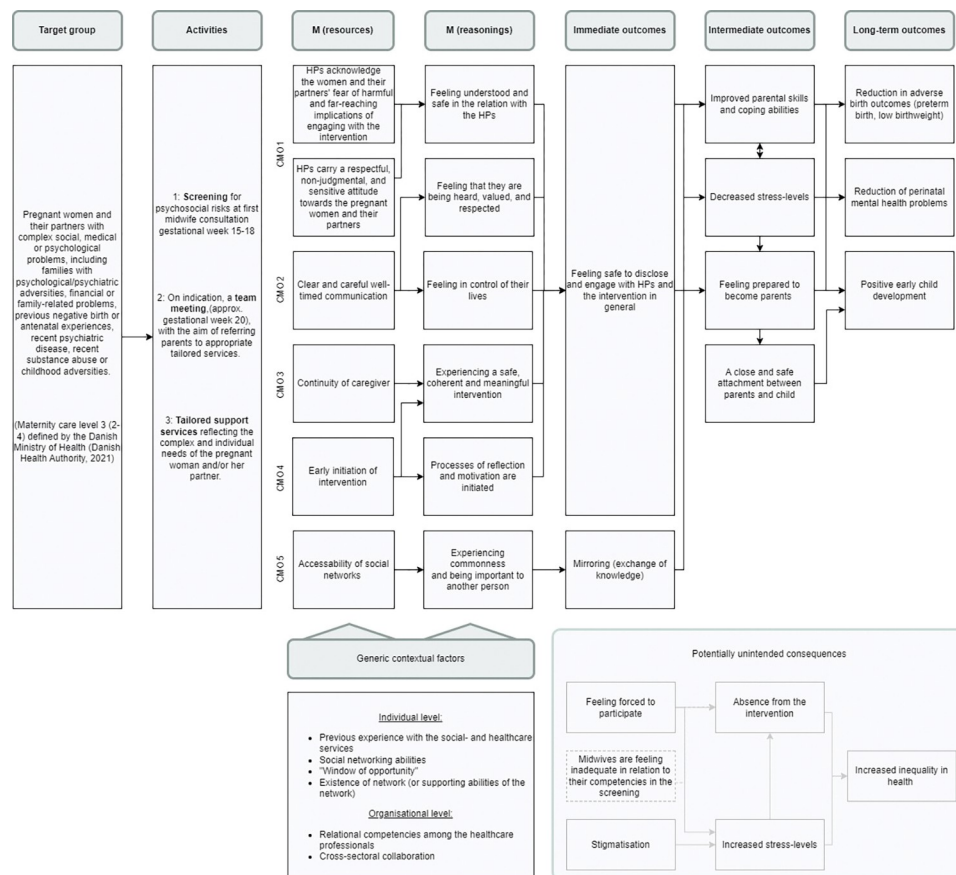 Target group
Activities
M (resources)
M (reasonings)
Immediate outcomes
Intermediate outcomes
Long-term outcomes
Pregnant women and
their partners with
complex social, medical
or psychological
problems, including
families with
psychological/psychiatric
adversities, financial or
family-related problems,
previous negative birth or
antenatal experiences,
recent psychiatric
disease, recent
substance abuse or
childhood adversities.
(Maternity care level 3 (2-
4) defined by the Danish
Ministry of Health (Danish
Health Authority, 2021)
1: Screening for
psychosocial risks at first
midwife consultation
gestational week 15-18
2: On indication, a team
meeting,(approx.
gestational week 20),
with the aim of referring
parents to appropriate
tailored services.
3: Tailored support
services reflecting the
complex and individual
needs of the pregnant
woman and/or her
partner.
CMO1
HPs acknowledge
the women and their
partners' fear of harmful
and far-reaching
implications of
engaging with the
intervention
HPs carry a respectful,
non-judgmental, and
sensitive attitude
towards the pregnant
women and their
partners
CMO2
Clear and careful well-
timed communication
CMO3
Continuity of caregiver
CMO4
Early initiation of
intervention
CMO5
Accessability of social
networks
Feeling understood and
safe in the relation with
the HPs
Feeling that they are
being heard, valued, and
respected
Feeling in control of their
lives
Experiencing a safe,
coherent and meaningful
intervention
Processes of reflection
and motivation are
initiated
Experiencing
commonness
and being important to
another person
Feeling safe to disclose
and engage with HPs and
the intervention in
general
Mirroring (exchange of
knowledge)
Improved parental skills
and coping abilities
Decreased stress-levels
Feeling prepared to
become parents
A close and safe
attachment between
parents and child
Reduction in adverse
birth outcomes (preterm
birth, low birthweight)
Reduction of perinatal
mental health problems
Positive early child
development
Generic contextual factors
Individual level:
• Previous experience with the social- and healthcare
services
• Social networking abilities
• "Window of opportunity"
• Existence of network (or supporting abilities of the
network)
Organisational level:
• Relational competencies among the healthcare
professionals
• Cross-sectoral collaboration
Potentially unintended consequences
Feeling forced to
participate
Midwives are feeling
inadequate in relation to
their competencies in the
screening
Stigmatisation
Absence from the
intervention
Increased stress-levels
Increased inequality in
health